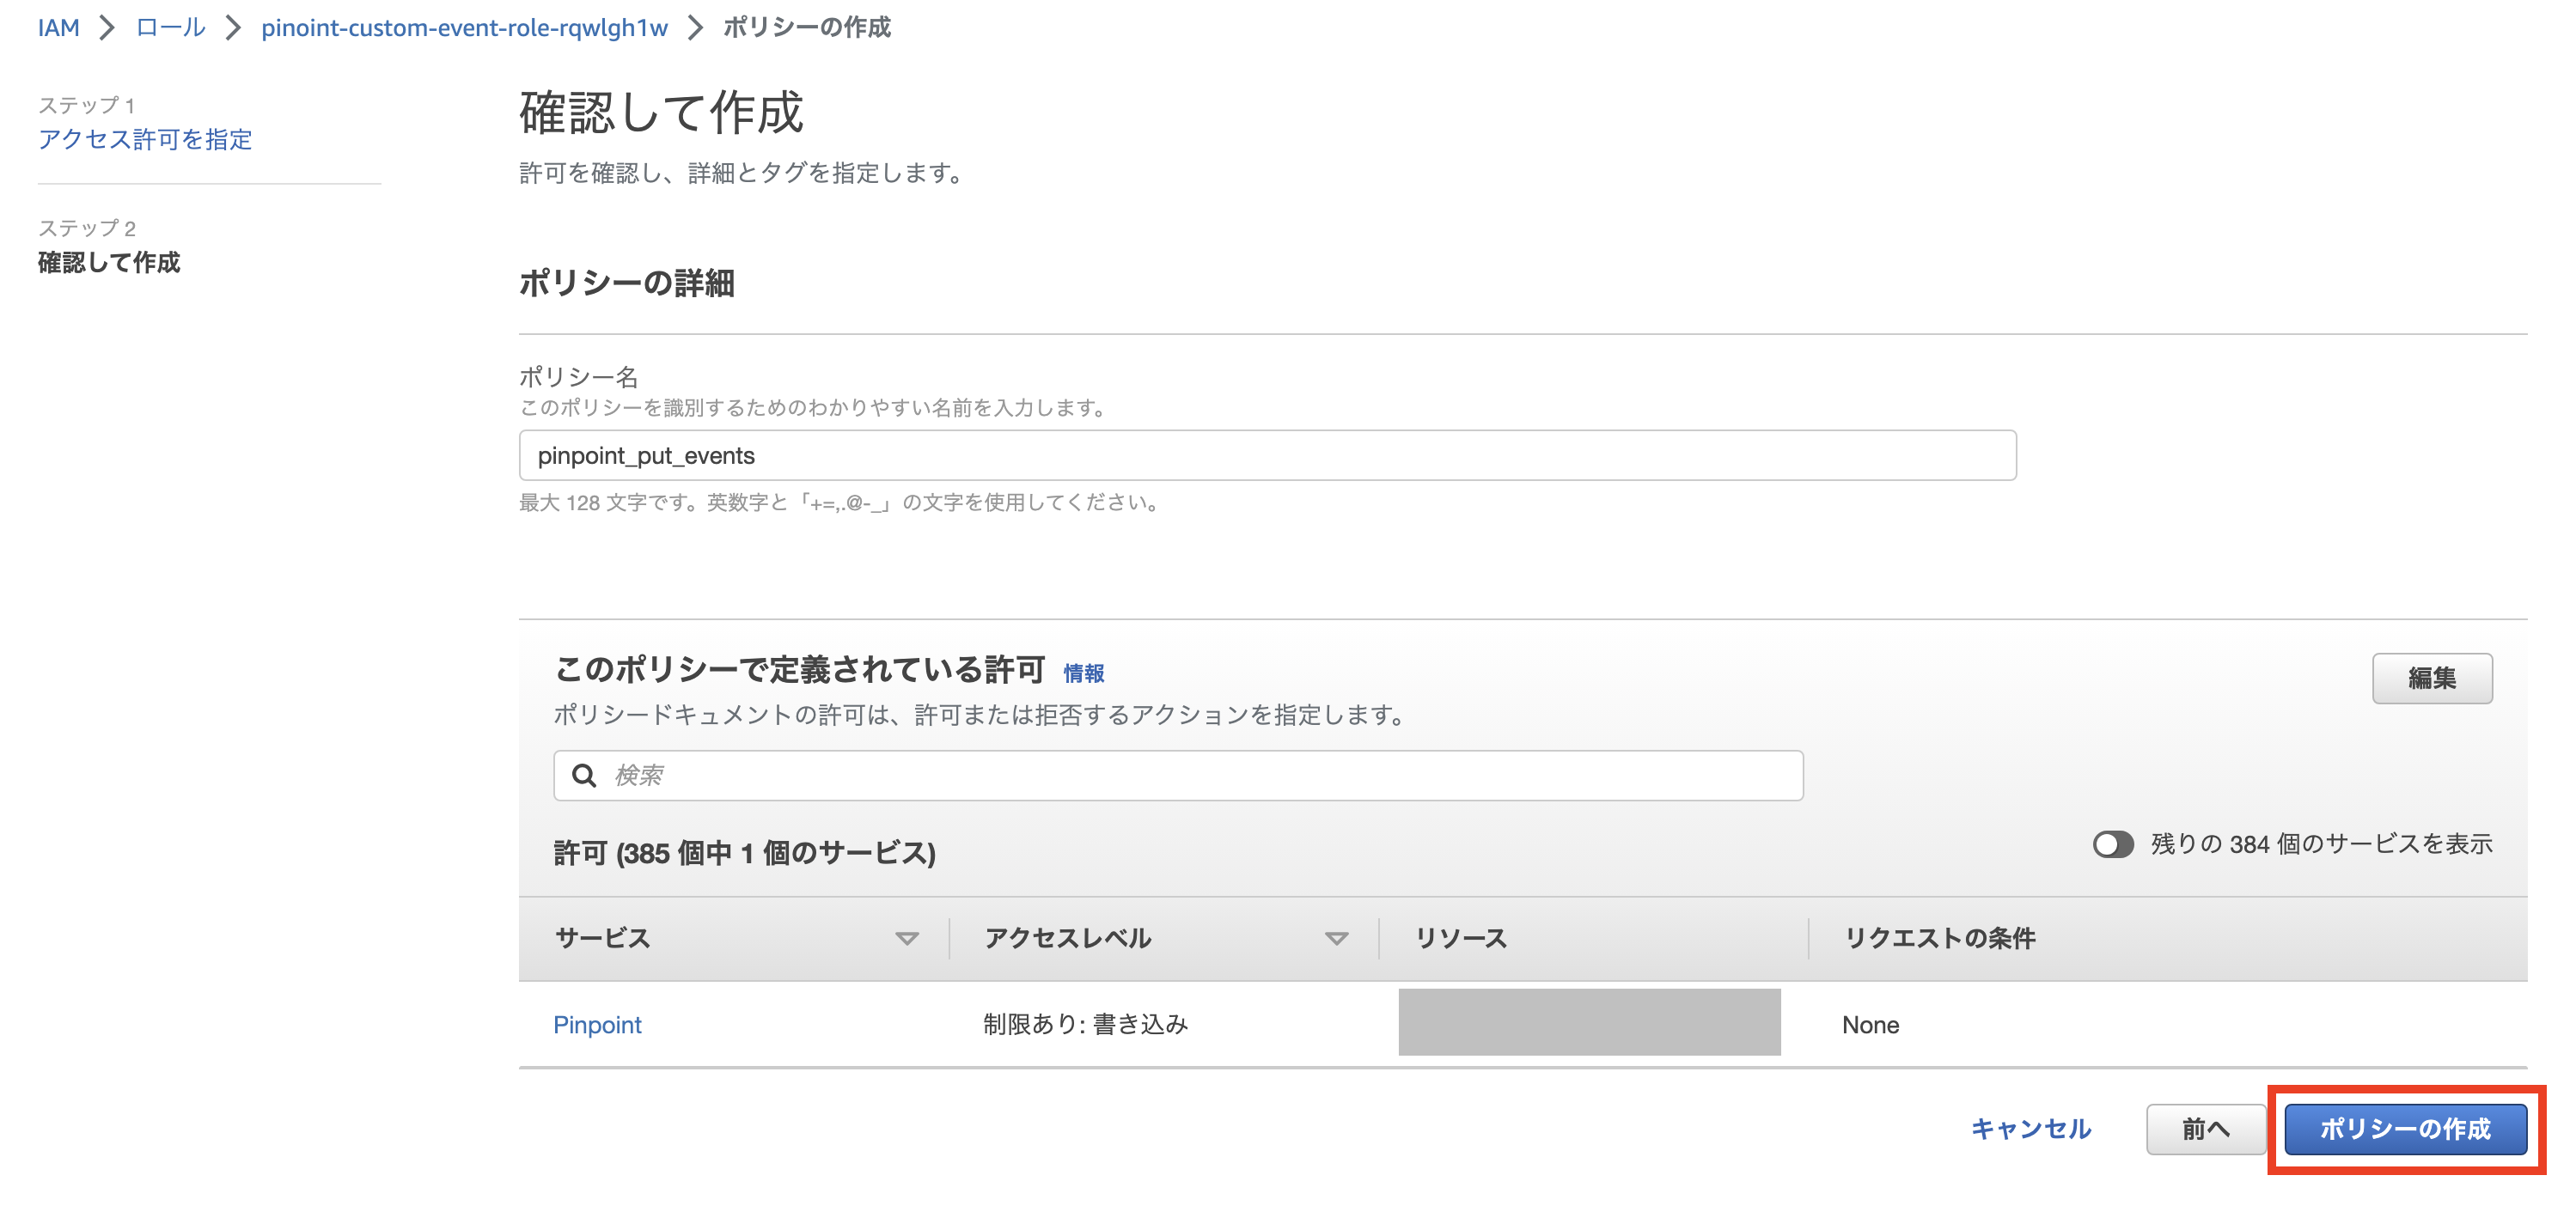 IAM > ロール > pinpoint-custom-event-role-rqwlgh1w > ポリシーの作成
ステップ 1
アクセス許可を指定
ステップ 2
確認して作成
確認して作成
許可を確認し、詳細とタグを指定します。
ポリシーの詳細
ポリシー名
このポリシーを識別するためのわかりやすい名前を入力します。
pinpoint_put_events
最大 128 文字です。英数字と「+=,.@-_」の文字を使用してください。
このポリシーで定義されている許可 情報
編集
ポリシードキュメントの許可は、許可または拒否するアクションを指定します。
検索
許可 (385 個中 1 個のサービス)
残りの 384 個のサービスを表示
サービス アクセスレベル リソース リクエストの条件
Pinpoint 制限あり: 書き込み None
キャンセル 前へ ポリシーの作成